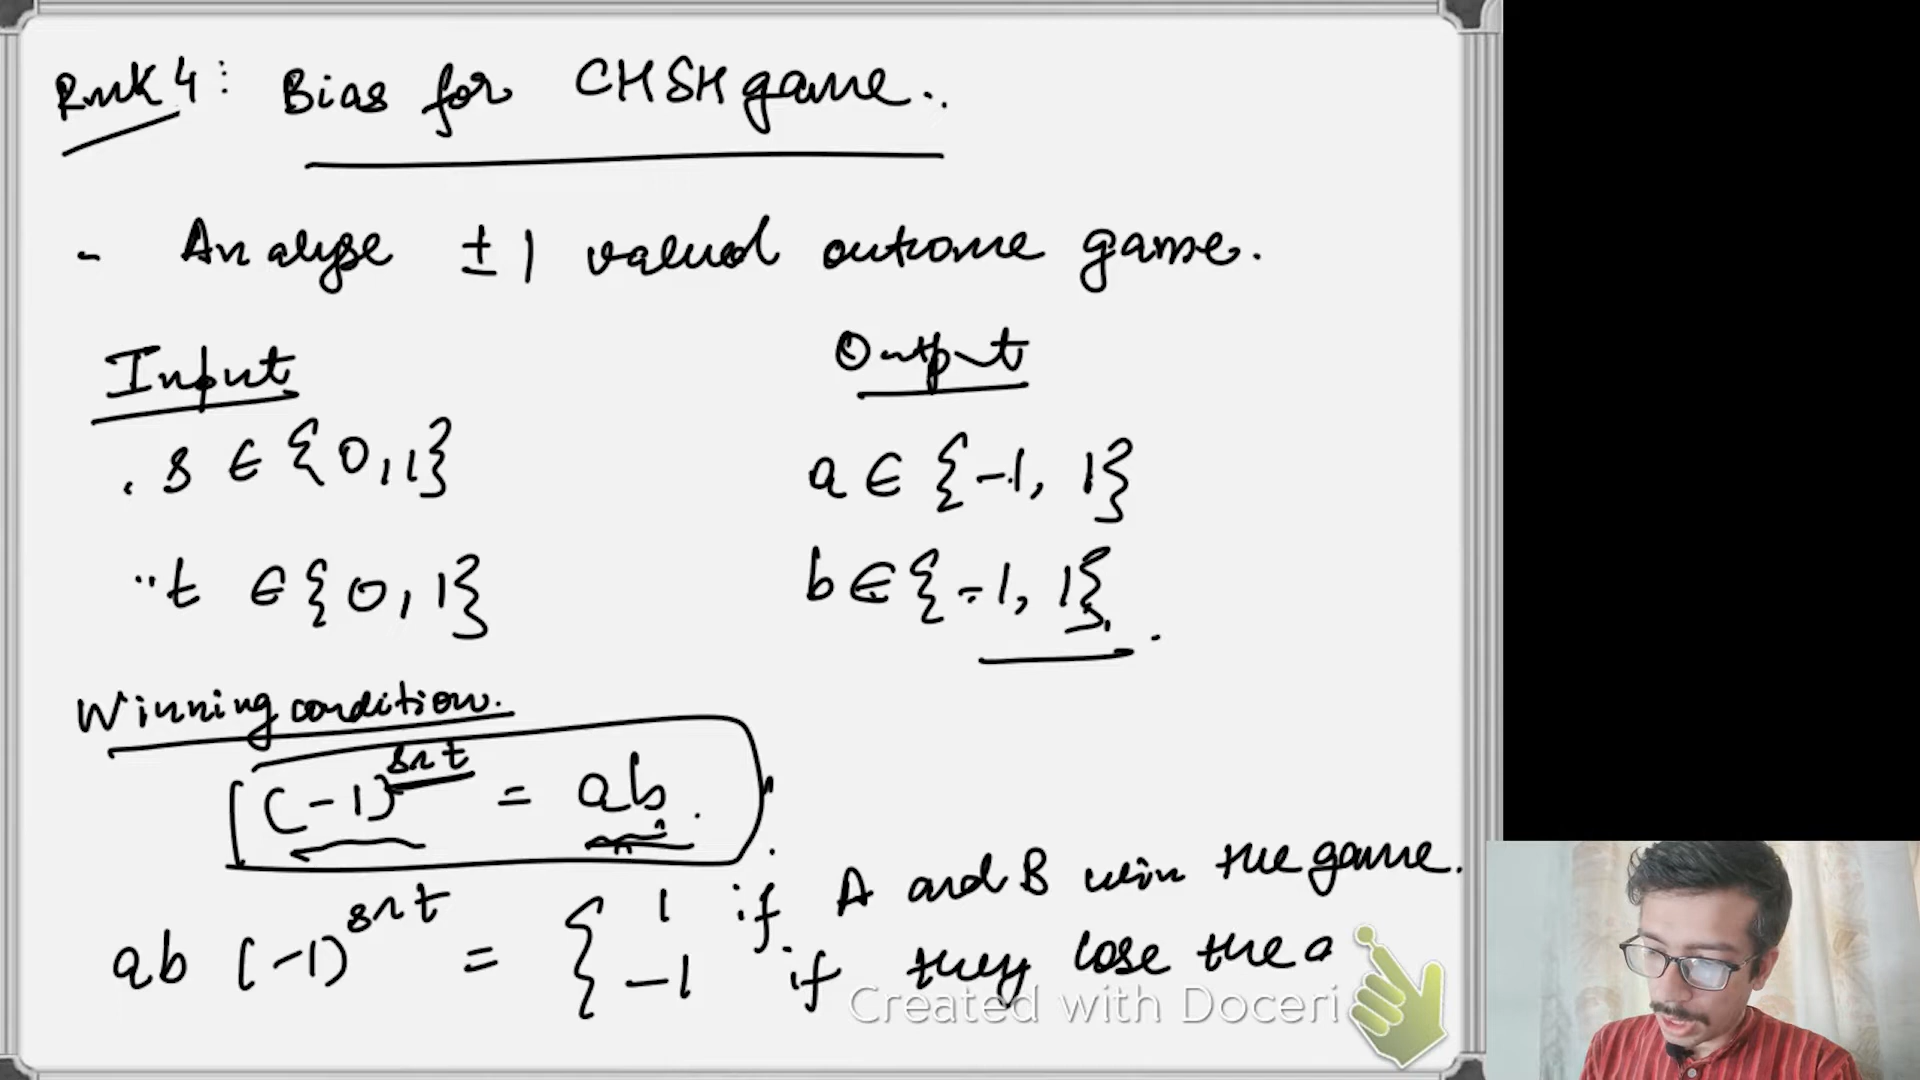 Rmk 4: Bias for CHSH game.
- Analyse ±1 valued outcome game.
Input
Output
s ∈ {0,1}
a ∈ {-1, 1}
t ∈ {0, 1}
b ∈ {-1, 1}.
Winning condition.
(-1)^{s∧t} = ab.
ab (-1)^{s∧t} = { 1 if A and B win the game.
-1 if they lose the
Created with Doceri